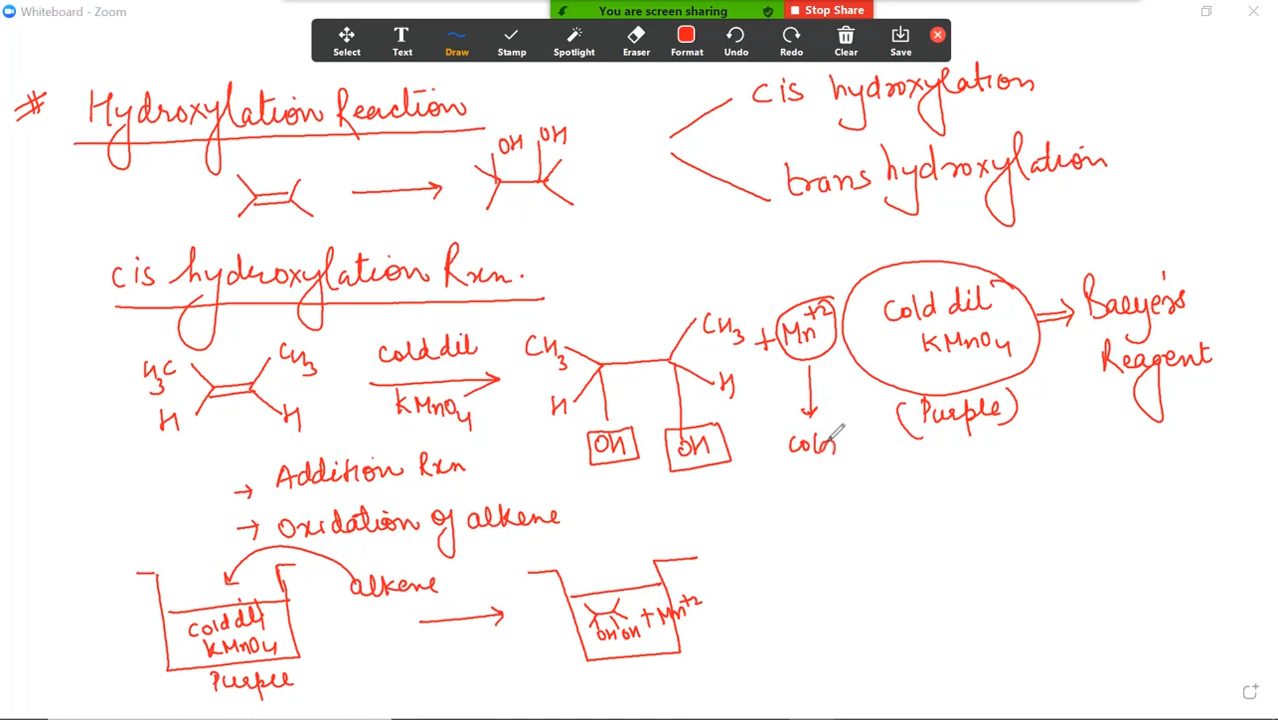 Whiteboard - Zoom
You are screen sharing
Stop Share
Select
Text
Draw
Stamp
Spotlight
Eraser
Format
Undo
Redo
Clear
Save
# Hydroxylation Reaction
OH OH
cis hydroxylation
trans hydroxylation
cis hyderoxylation Rxn.
H3C CH3
H H
cold dil
KMnO4
CH3 CH3
H H
OH OH
+ Mn+2
color
Cold dil
KMnO4
(Purple)
⇒ Baeyer's
Reagent
→ Addition Rxn
→ Oxidation of alkene
alkene
Cold dil
KMnO4
Purple
OH OH + Mn+2